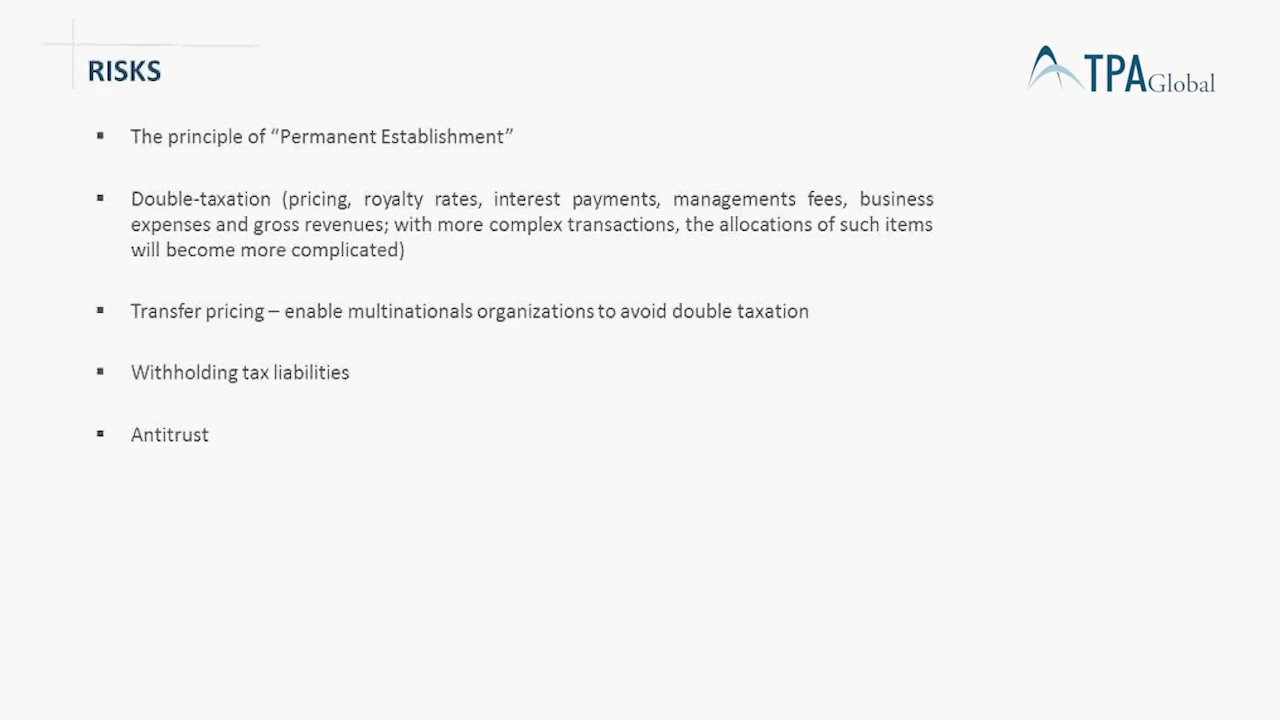 RISKS
TPA Global
▪ The principle of “Permanent Establishment”
▪ Double-taxation (pricing, royalty rates, interest payments, managements fees, business
expenses and gross revenues; with more complex transactions, the allocations of such items
will become more complicated)
▪ Transfer pricing – enable multinationals organizations to avoid double taxation
▪ Withholding tax liabilities
▪ Antitrust